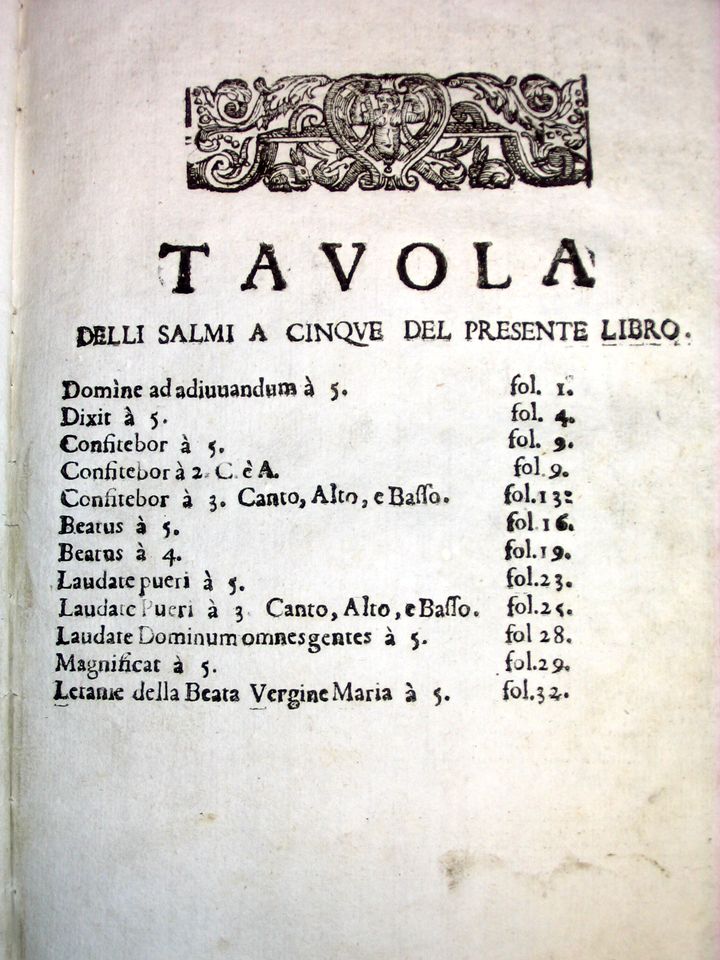 TAVOLA
DELLI SALMI A CINQVE DEL PRESENTE LIBRO.
Domìne ad adiuuandum à 5. fol. 1.
Dixit à 5. fol. 4.
Confitebor à 5. fol. 9.
Confitebor à 2. C. è A. fol 9.
Confitebor à 3. Canto, Alto, e Baſſo. fol.13:
Beatus à 5. fol.16.
Beatus à 4. fol.19.
Laudate pueri à 5. fol.23.
Laudate Pueri à 3 Canto, Alto, e Baſſo. fol.25.
Laudate Dominum omnes gentes à 5. fol 28.
Magnificat à 5. fol.29.
Letanie della Beata Vergine Maria à 5. fol.32.